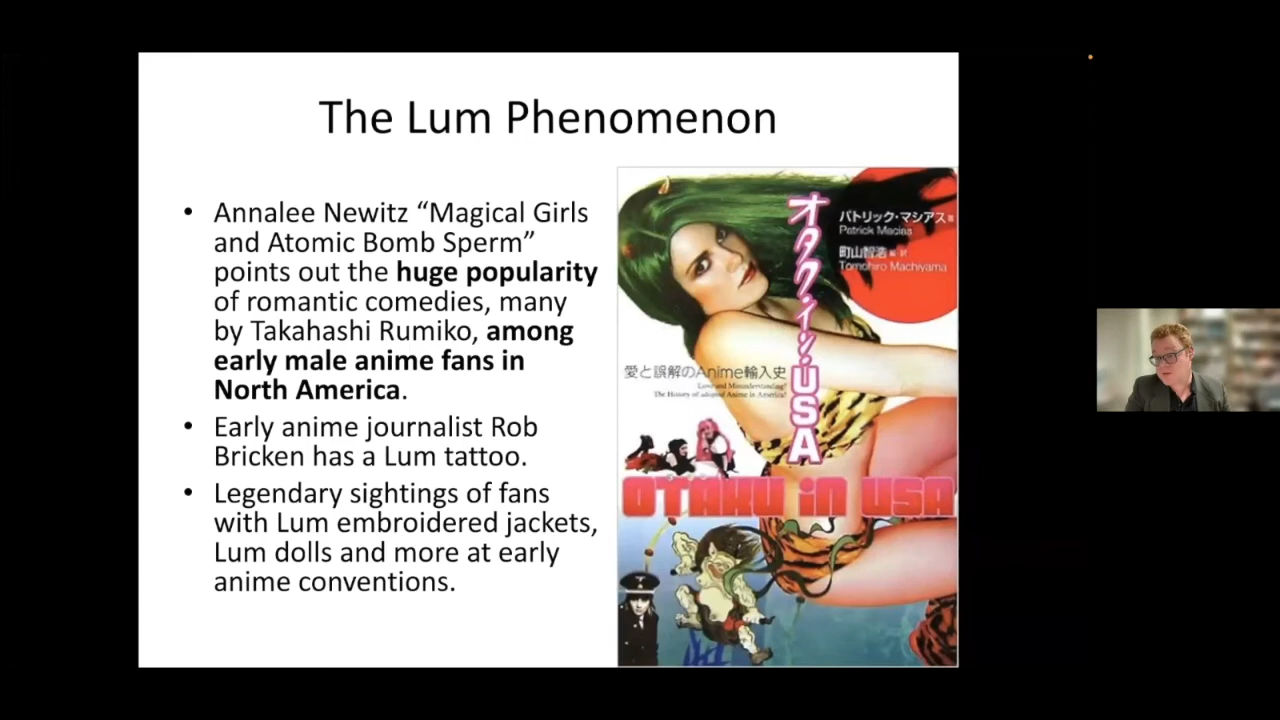 The Lum Phenomenon
• Annalee Newitz “Magical Girls
and Atomic Bomb Sperm”
points out the huge popularity
of romantic comedies, many
by Takahashi Rumiko, among
early male anime fans in
North America.
• Early anime journalist Rob
Bricken has a Lum tattoo.
• Legendary sightings of fans
with Lum embroidered jackets,
Lum dolls and more at early
anime conventions.
オタク・イン・USA
パトリック・マシアス
Patrick Macias
町山智浩
Tomohiro Machiyama
愛と誤解のAnime輸入史
Love and Misunderstanding!
The History of adopted Anime in America!
OTAKU in USA